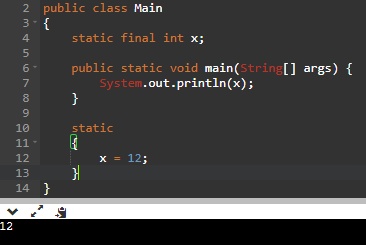 2 public class Main
3 {
4 static final int x;
5
6 public static void main(String[] args) {
7 System.out.println(x);
8 }
9
10 static
11 {
12 x = 12;
13 }
14 }
12